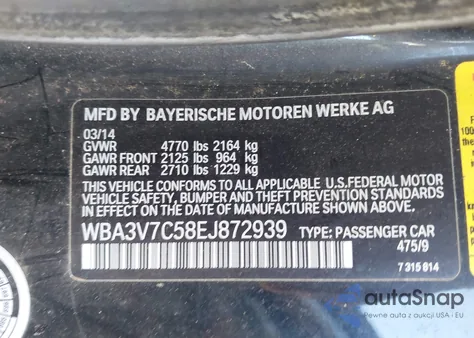 MFD BY BAYERISCHE MOTOREN WERKE AG
03/14
GVWR 4770 lbs 2164 kg
GAWR FRONT 2125 lbs 964 kg
GAWR REAR 2710 lbs 1229 kg
THIS VEHICLE CONFORMS TO ALL APPLICABLE U.S.FEDERAL MOTOR
VEHICLE SAFETY, BUMPER AND THEFT PREVENTION STANDARDS
IN EFFECT ON THE DATE OF MANUFACTURE SHOWN ABOVE.
WBA3V7C58EJ872939 TYPE: PASSENGER CAR
475/9
7 315 814
autoSnap
Pewne auta z aukcji USA - EU